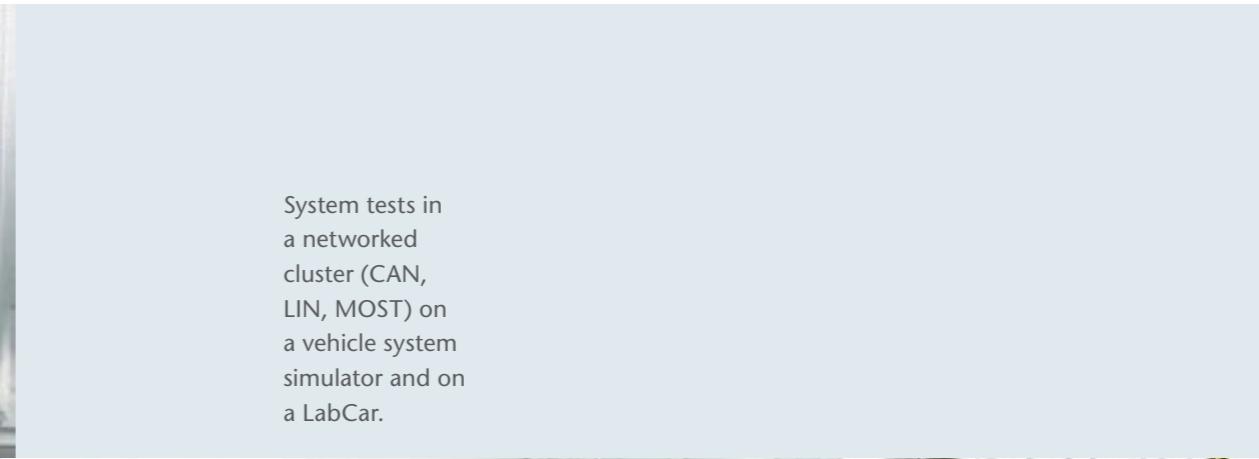 System tests in
a networked
cluster (CAN,
LIN, MOST) on
a vehicle system
simulator and on
a LabCar.